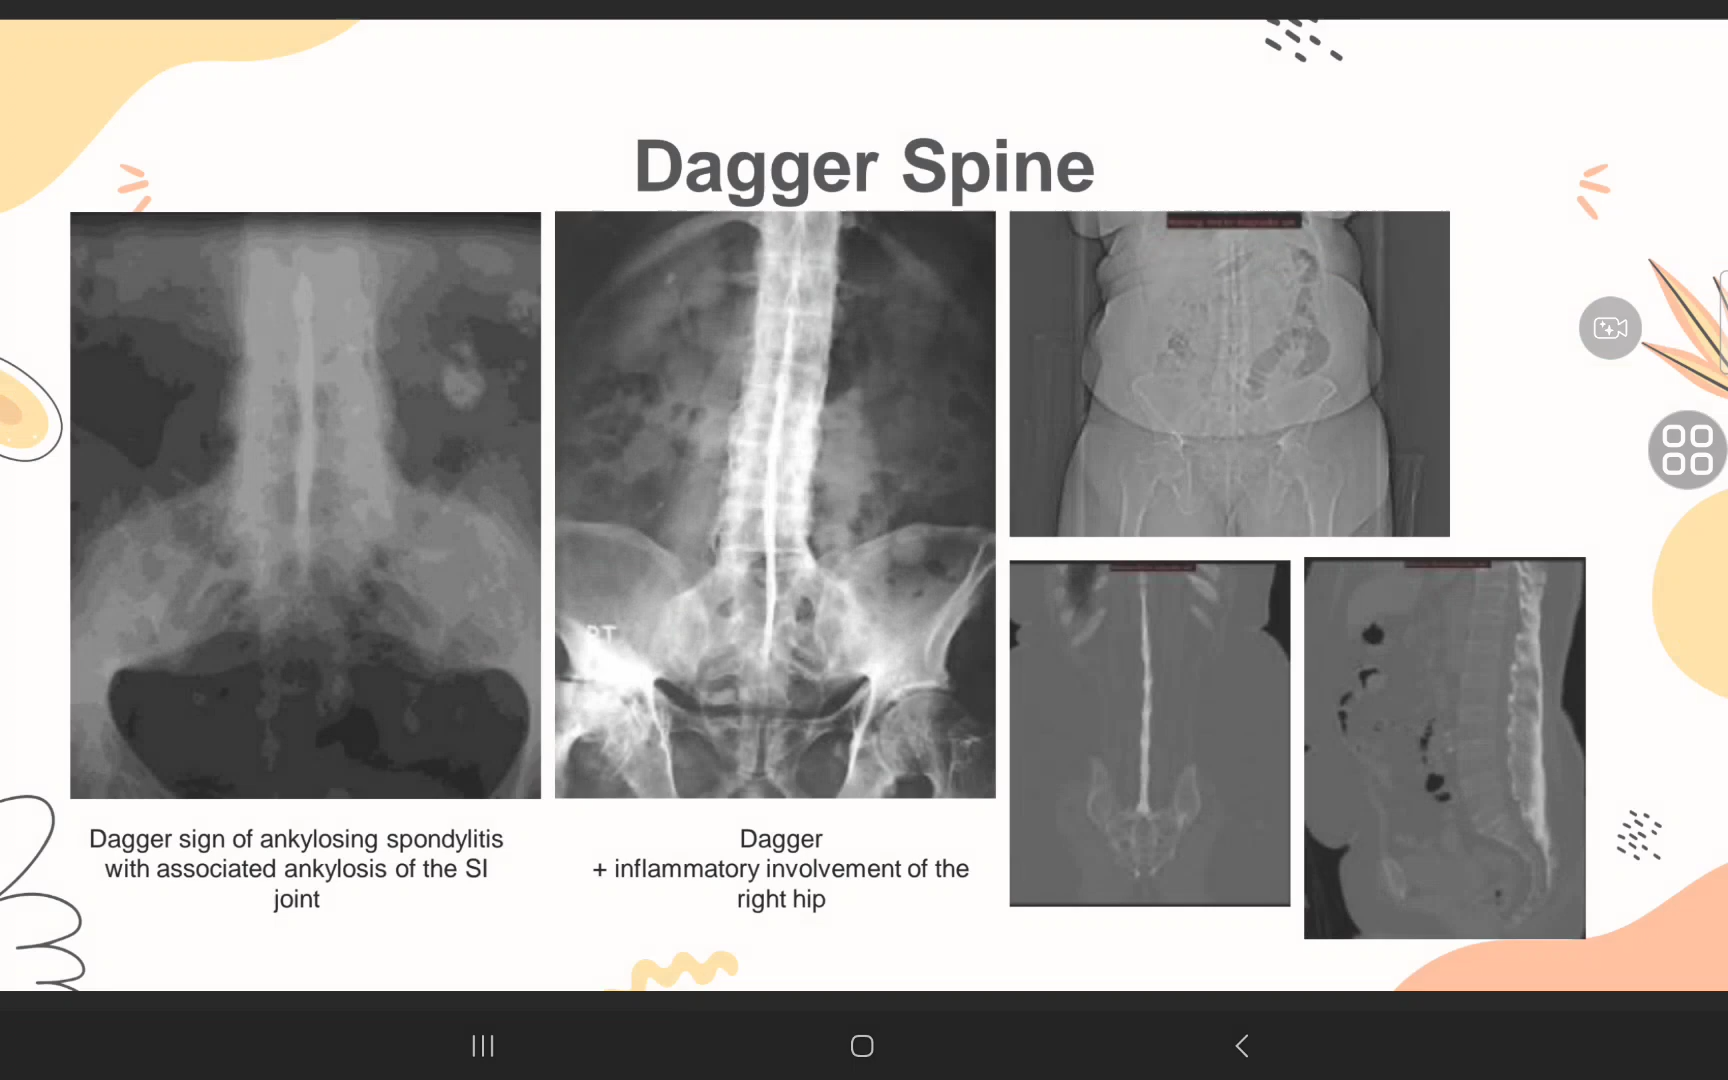 Dagger Spine
Dagger sign of ankylosing spondylitis
with associated ankylosis of the SI
joint
Dagger
+ inflammatory involvement of the
right hip
RT